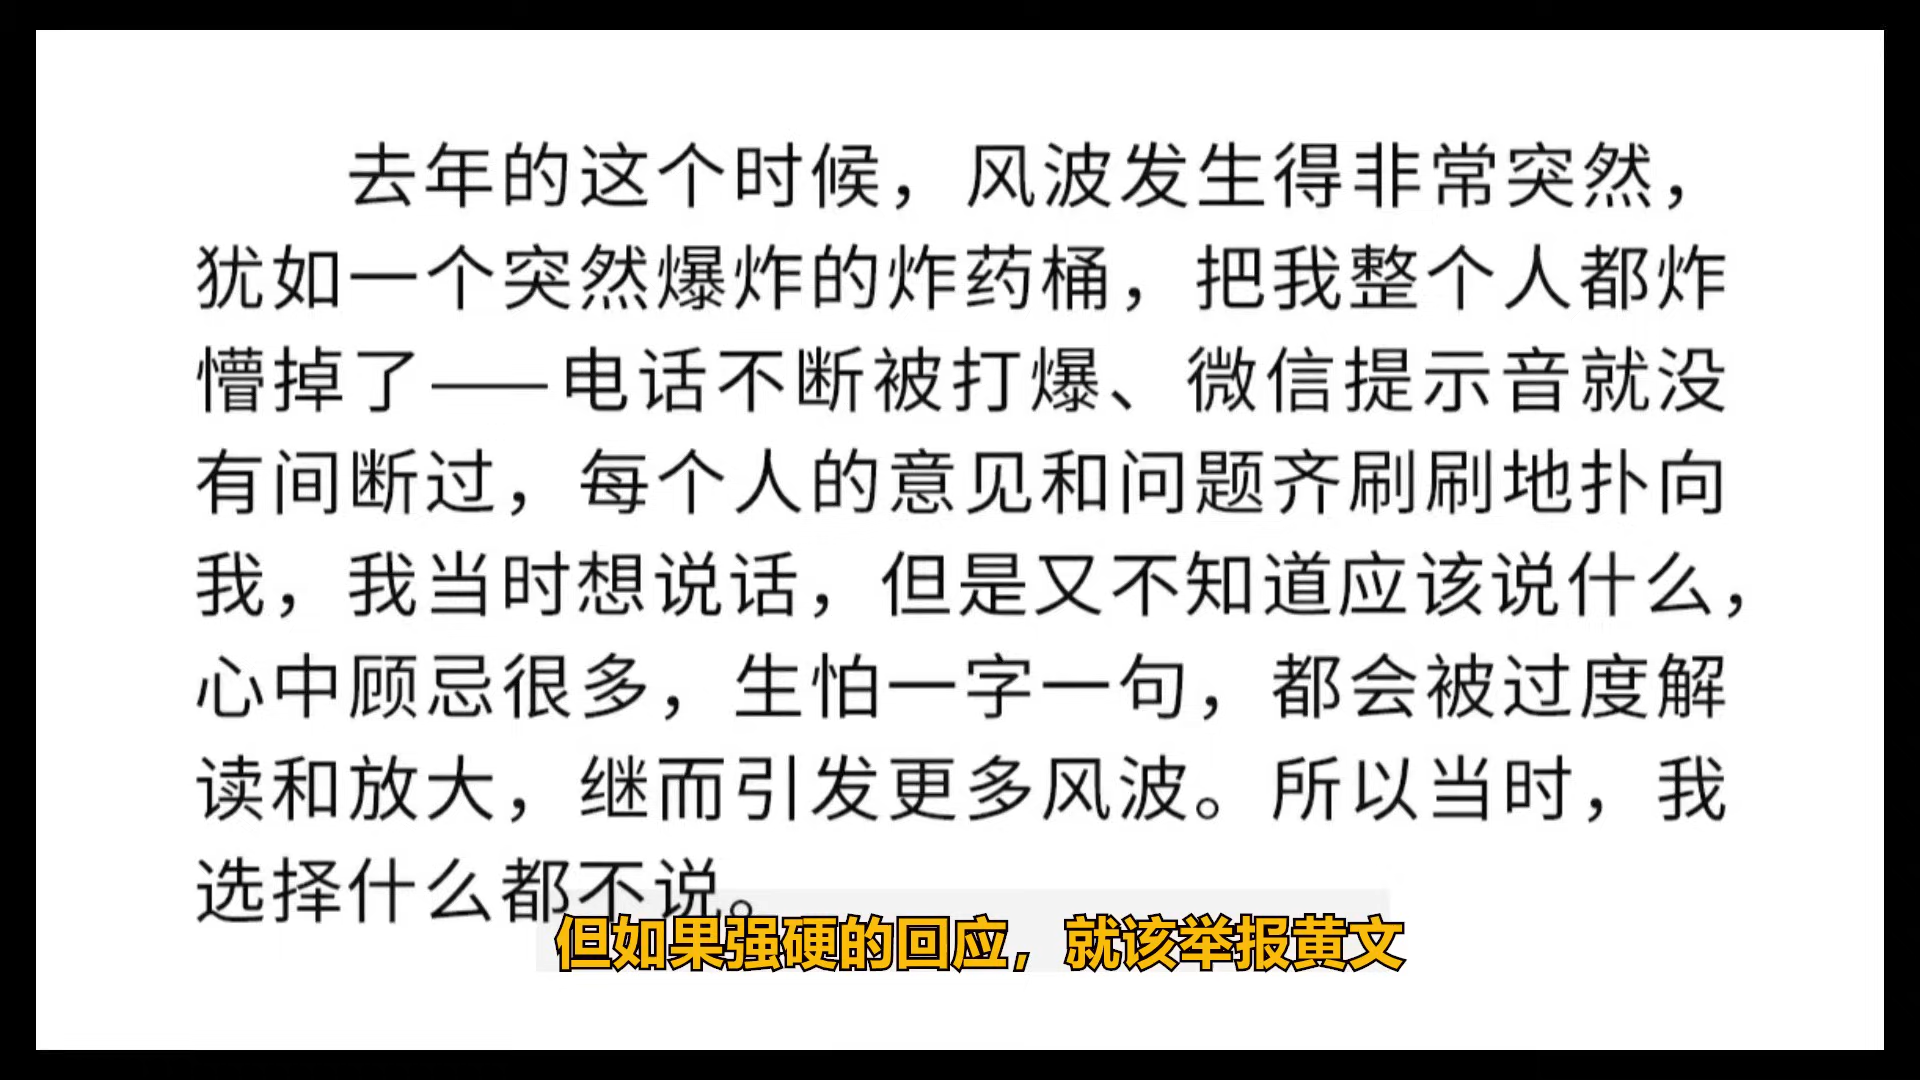 去年的这个时候，风波发生得非常突然，
犹如一个突然爆炸的炸药桶，把我整个人都炸
懵掉了——电话不断被打爆、微信提示音就没
有间断过，每个人的意见和问题齐刷刷地扑向
我，我当时想说话，但是又不知道应该说什么，
心中顾忌很多，生怕一字一句，都会被过度解
读和放大，继而引发更多风波。所以当时，我
选择什么都不说。
但如果强硬的回应，就该举报黄文